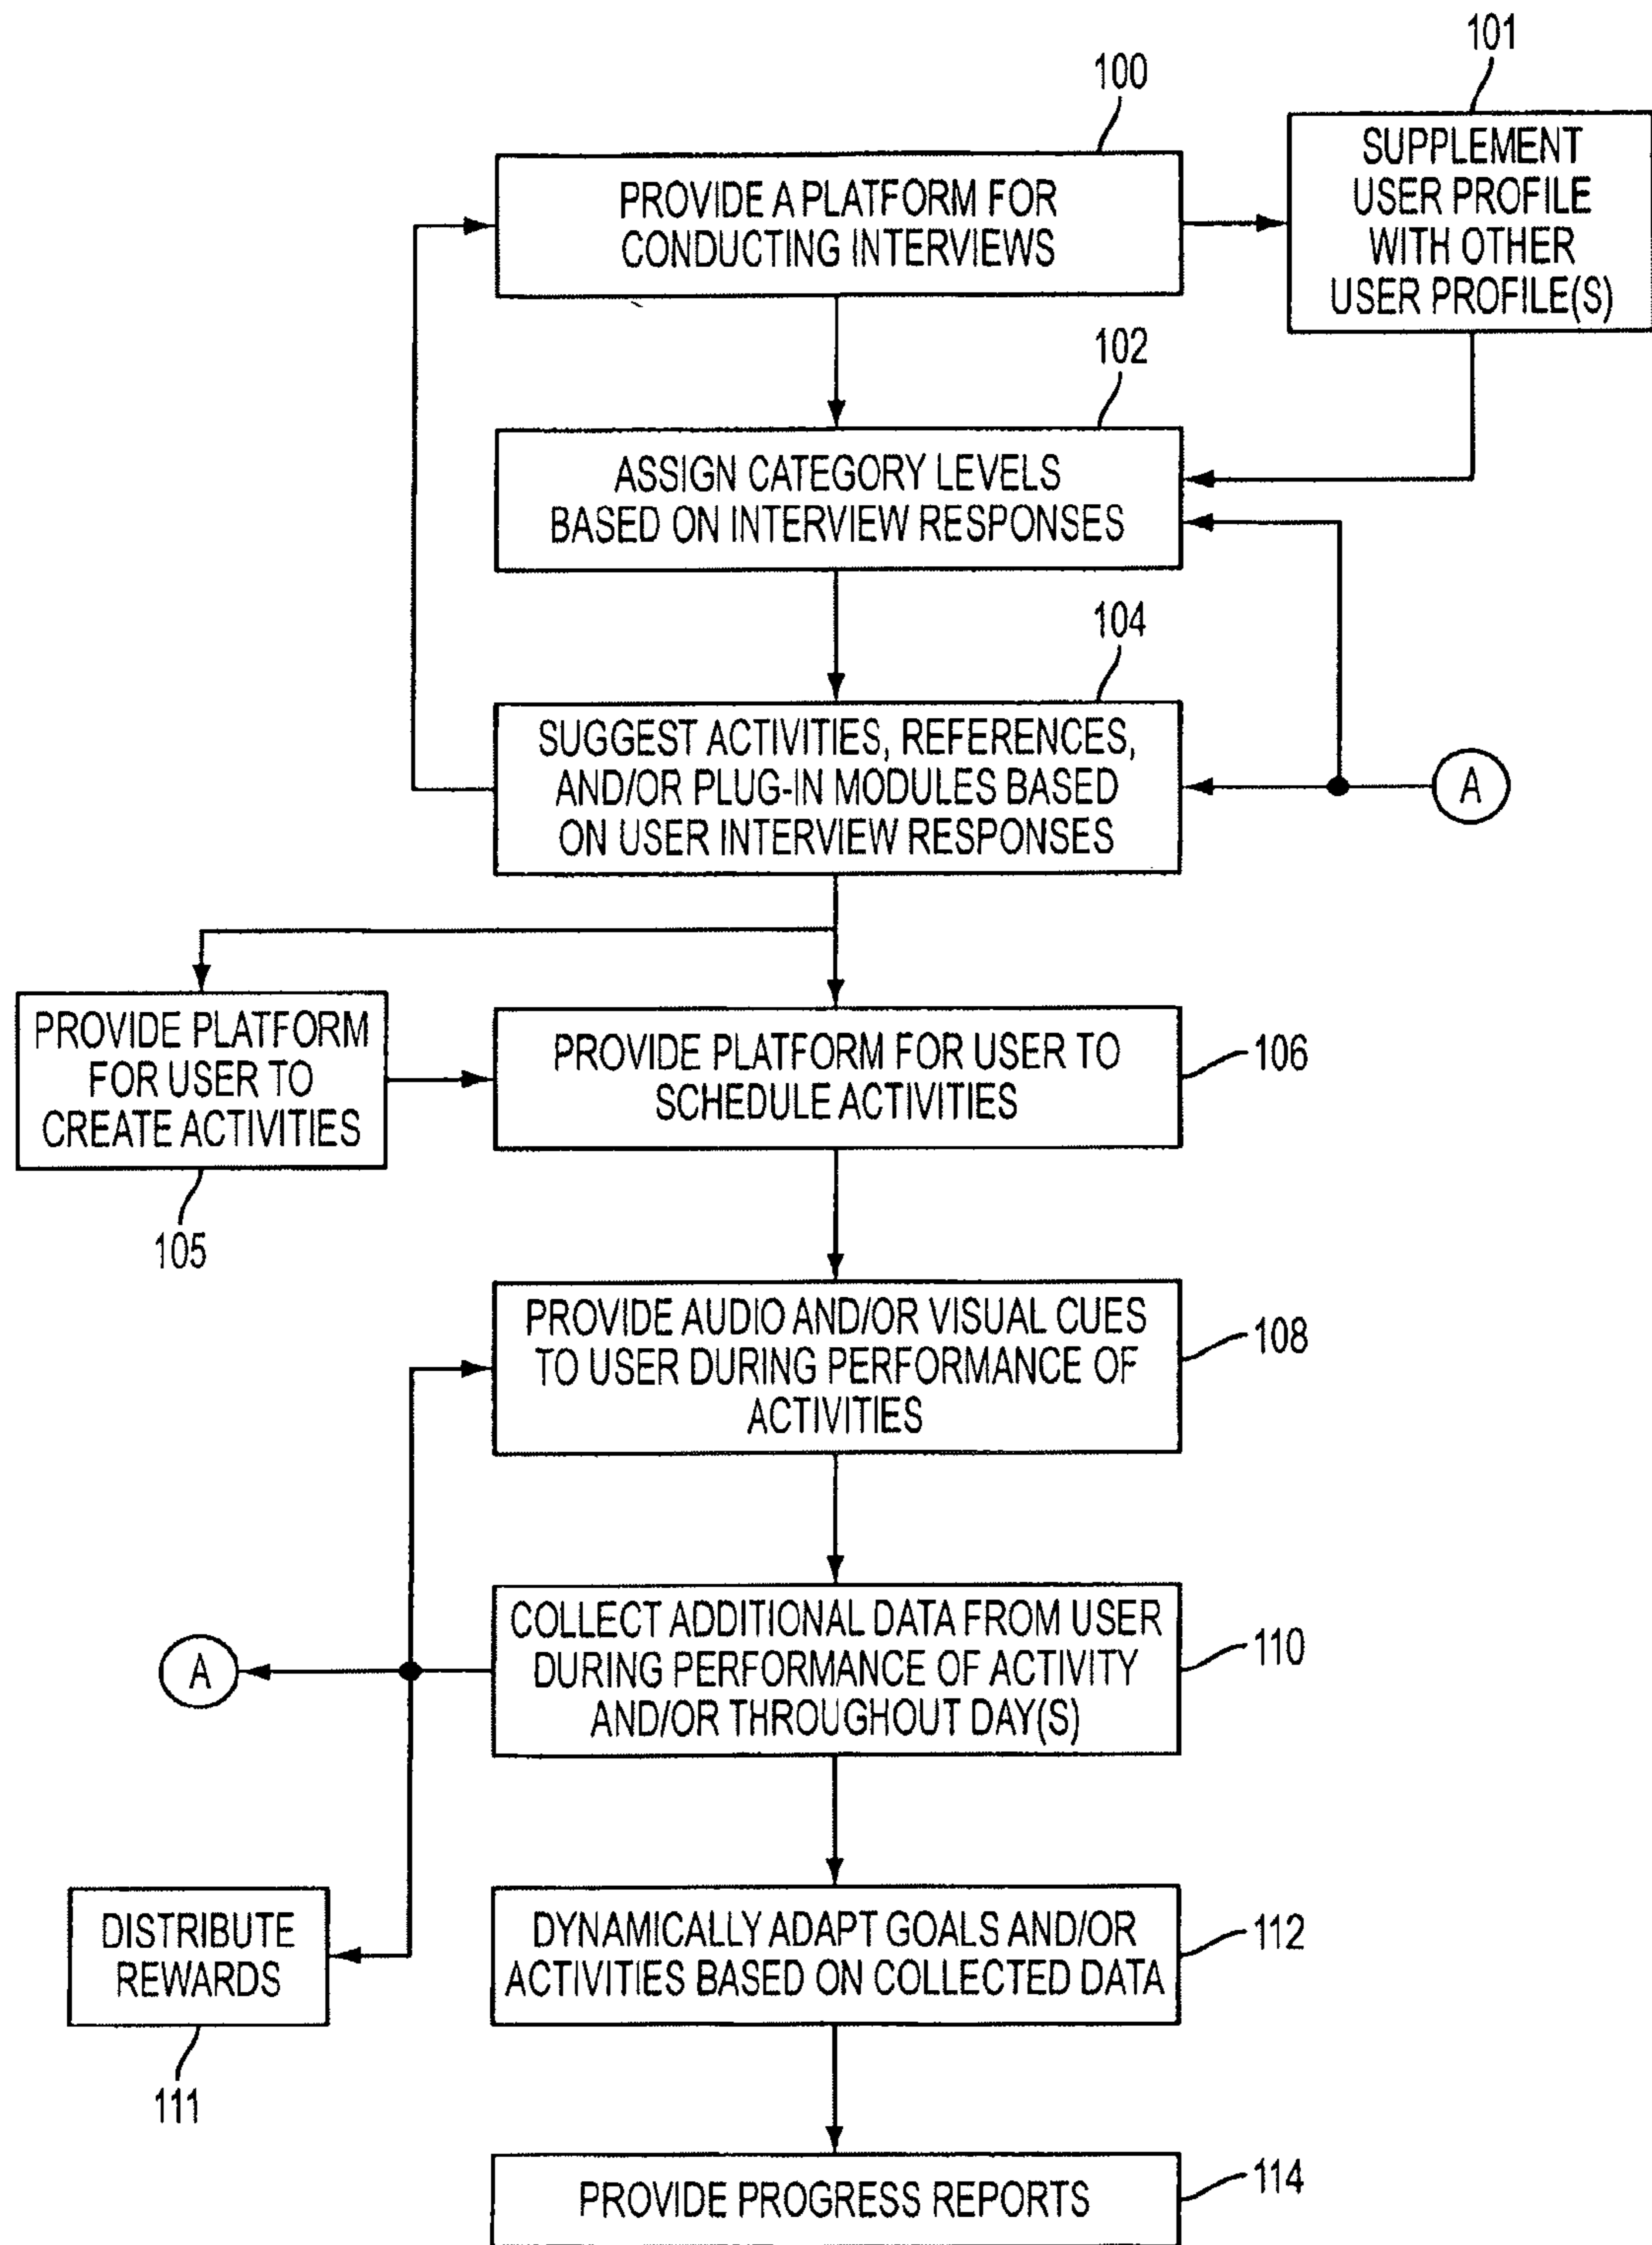 101
100
SUPPLEMENT
USER PROFILE
WITH OTHER
USER PROFILE(S)
PROVIDE A PLATFORM FOR
CONDUCTING INTERVIEWS
102
ASSIGN CATEGORY LEVELS
BASED ON INTERVIEW RESPONSES
104
SUGGEST ACTIVITIES, REFERENCES,
AND/OR PLUG-IN MODULES BASED
ON USER INTERVIEW RESPONSES
A
PROVIDE PLATFORM
FOR USER TO
CREATE ACTIVITIES
105
PROVIDE PLATFORM FOR USER TO
SCHEDULE ACTIVITIES
106
PROVIDE AUDIO AND/OR VISUAL CUES
TO USER DURING PERFORMANCE OF
ACTIVITIES
108
COLLECT ADDITIONAL DATA FROM USER
DURING PERFORMANCE OF ACTIVITY
AND/OR THROUGHOUT DAY(S)
110
A
DISTRIBUTE
REWARDS
111
DYNAMICALLY ADAPT GOALS AND/OR
ACTIVITIES BASED ON COLLECTED DATA
112
PROVIDE PROGRESS REPORTS
114